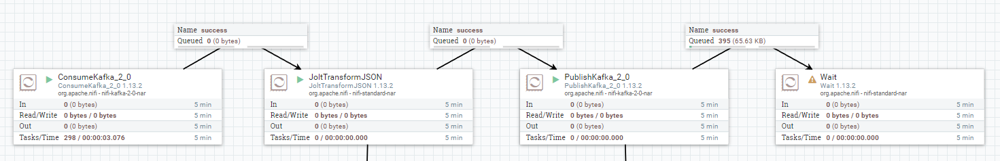 Name success
Queued 0 (0 bytes)
Name success
Queued 0 (0 bytes)
Name success
Queued 395 (65.63 KB)
ConsumeKafka_2_0
ConsumeKafka_2_0 1.13.2
org.apache.nifi - nifi-kafka-2-0-nar
In 0 (0 bytes) 5 min
Read/Write 0 bytes / 0 bytes 5 min
Out 0 (0 bytes) 5 min
Tasks/Time 298 / 00:00:03.076 5 min
JoltTransformJSON
JoltTransformJSON 1.13.2
org.apache.nifi - nifi-standard-nar
In 0 (0 bytes) 5 min
Read/Write 0 bytes / 0 bytes 5 min
Out 0 (0 bytes) 5 min
Tasks/Time 0 / 00:00:00.000 5 min
PublishKafka_2_0
PublishKafka_2_0 1.13.2
org.apache.nifi - nifi-kafka-2-0-nar
In 0 (0 bytes) 5 min
Read/Write 0 bytes / 0 bytes 5 min
Out 0 (0 bytes) 5 min
Tasks/Time 0 / 00:00:00.000 5 min
Wait
Wait 1.13.2
org.apache.nifi - nifi-standard-nar
In 0 (0 bytes) 5 min
Read/Write 0 bytes / 0 bytes 5 min
Out 0 (0 bytes) 5 min
Tasks/Time 0 / 00:00:00.000 5 min